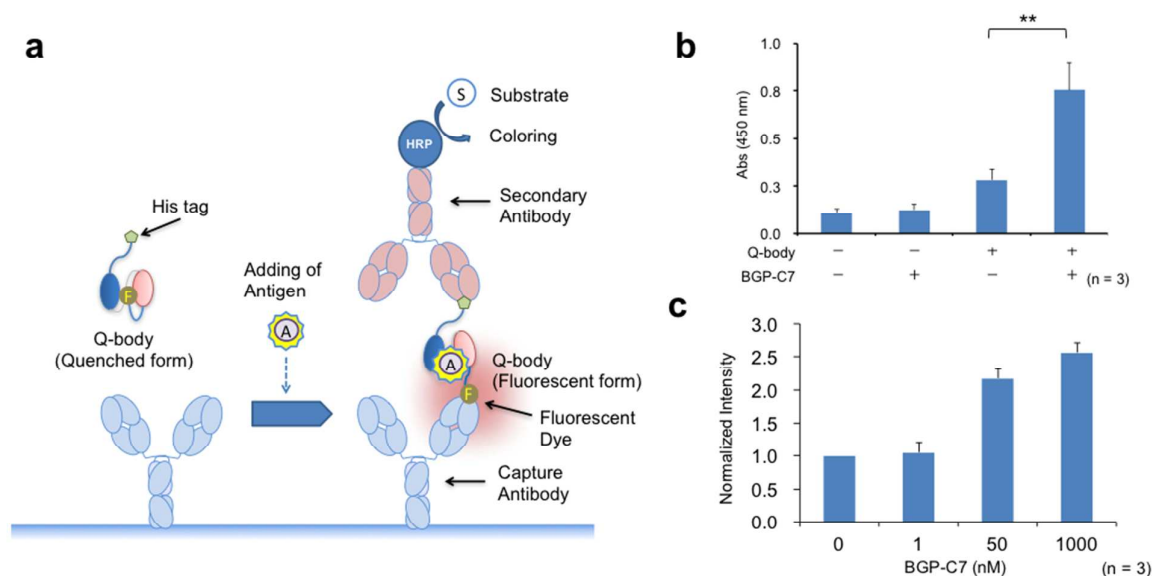 a
S
Substrate
HRP
Coloring
Secondary
Antibody
His tag
F
Q-body
(Quenched form)
Adding of
Antigen
A
A
Q-body
(Fluorescent form)
F
Fluorescent
Dye
Capture
Antibody
b
**
Abs (450 nm)
1.0
0.8
0.5
0.3
0.0
Q-body − − + +
BGP-C7 − + − + (n = 3)
c
Normalized Intensity
3.0
2.5
2.0
1.5
1.0
0.5
0.0
0 1 50 1000
BGP-C7 (nM) (n = 3)